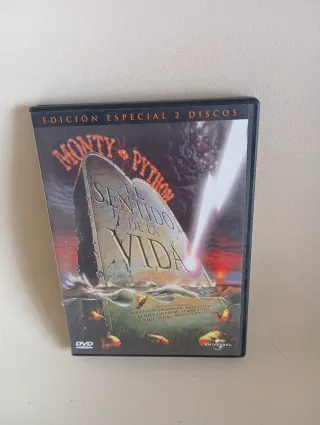 EDICIÓN ESPECIAL 2 DISCOS
MONTY PYTHON
EL
SENTIDO
DE LA
VIDA
DVD
UNIVERSAL